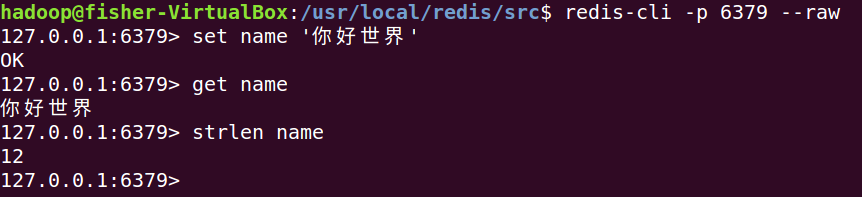 hadoop@fisher-VirtualBox:/usr/local/redis/src$ redis-cli -p 6379 --raw
127.0.0.1:6379> set name '你好世界'
OK
127.0.0.1:6379> get name
你好世界
127.0.0.1:6379> strlen name
12
127.0.0.1:6379>